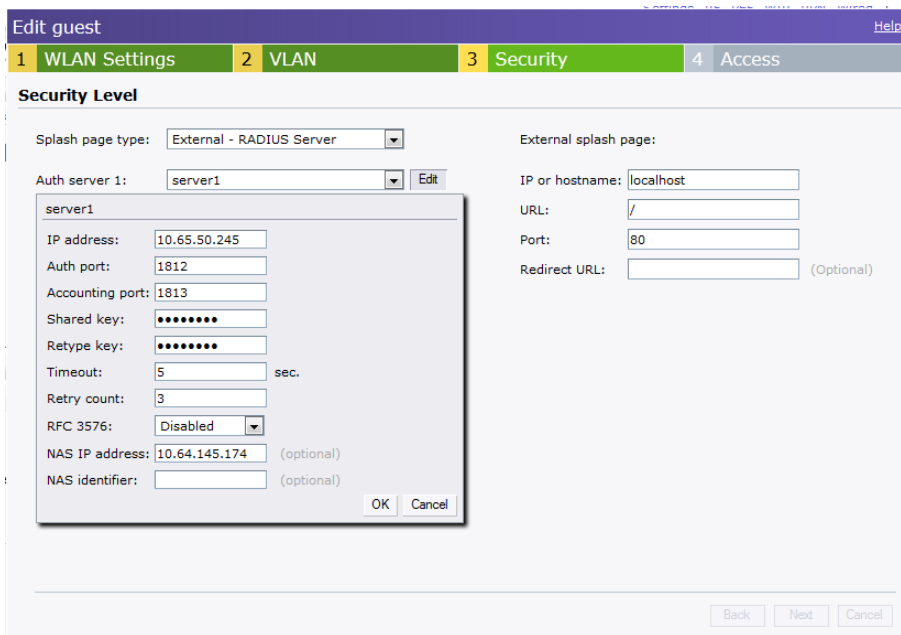 Edit guest
Help
1 WLAN Settings 2 VLAN 3 Security 4 Access
Security Level
Splash page type: External - RADIUS Server
External splash page:
Auth server 1: server1 Edit
IP or hostname: localhost
URL: /
Port: 80
Redirect URL: (Optional)
server1
IP address: 10.65.50.245
Auth port: 1812
Accounting port: 1813
Shared key: ••••••••
Retype key: ••••••••
Timeout: 5 sec.
Retry count: 3
RFC 3576: Disabled
NAS IP address: 10.64.145.174 (optional)
NAS identifier: (optional)
OK Cancel
Back Next Cancel